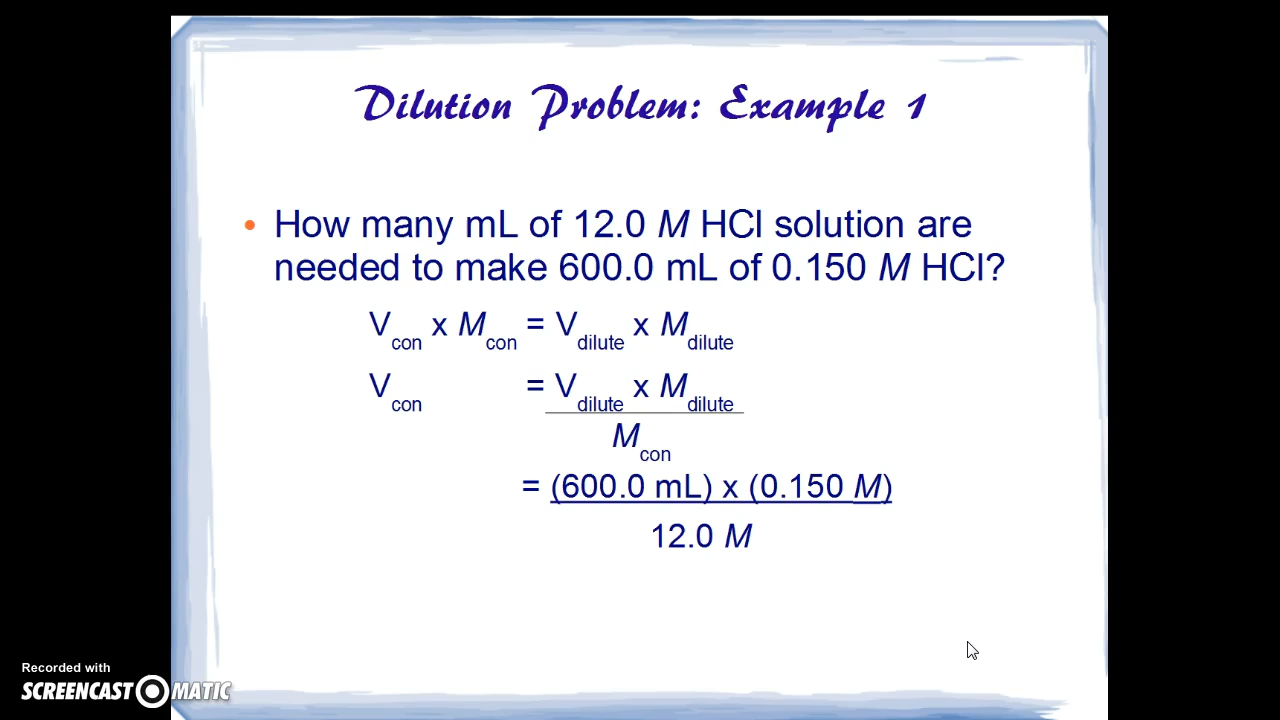 Dilution Problem: Example 1
• How many mL of 12.0 M HCl solution are
needed to make 600.0 mL of 0.150 M HCl?
Vcon x Mcon = Vdilute x Mdilute
Vcon = Vdilute x Mdilute
Mcon
= (600.0 mL) x (0.150 M)
12.0 M
Recorded with
SCREENCAST MATIC